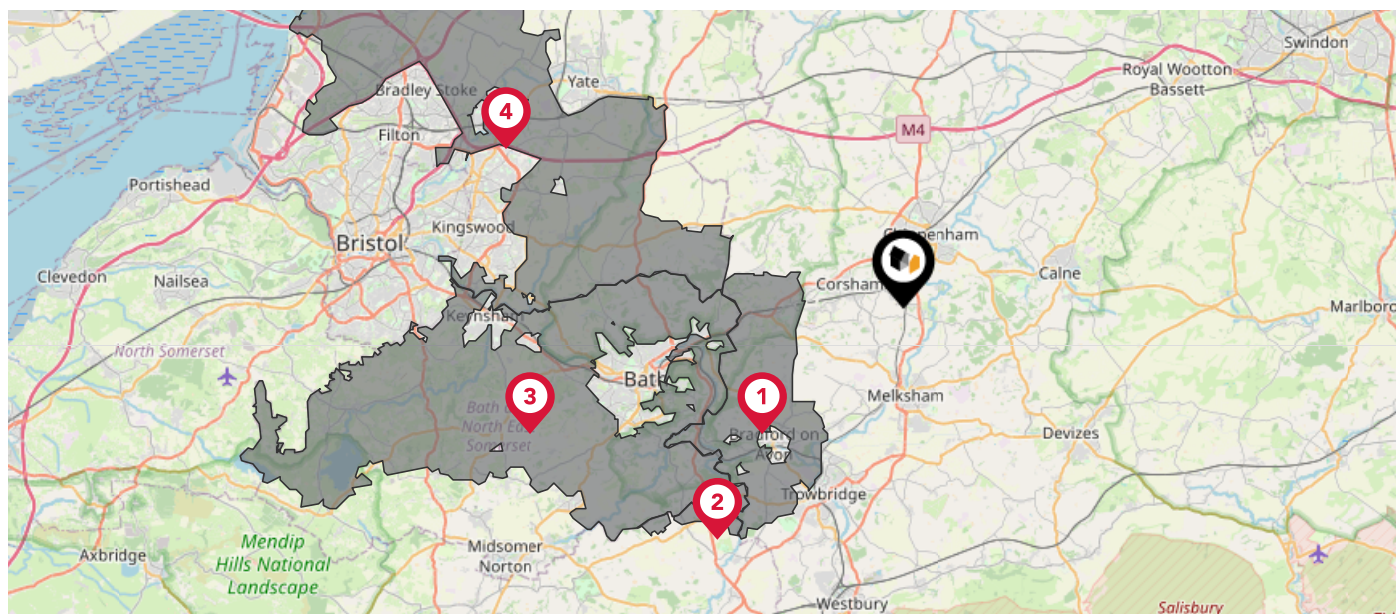 Swindon
Royal Wootton
Bassett
Yate
Bradley Stoke
4
Filton
M4
Portishead
Kingswood
Bristol
Chippenham
Clevedon
Nailsea
Calne
Corsham
Marlboro
Keynsham
North Somerset
Bath
3
1
Melksham
Bath
North Ea
Somerset
Bradford on
Avon
Devizes
2
Trowbridge
Axbridge
Mendip
Hills National
Landscape
Midsomer
Norton
Westbury
Salisbury